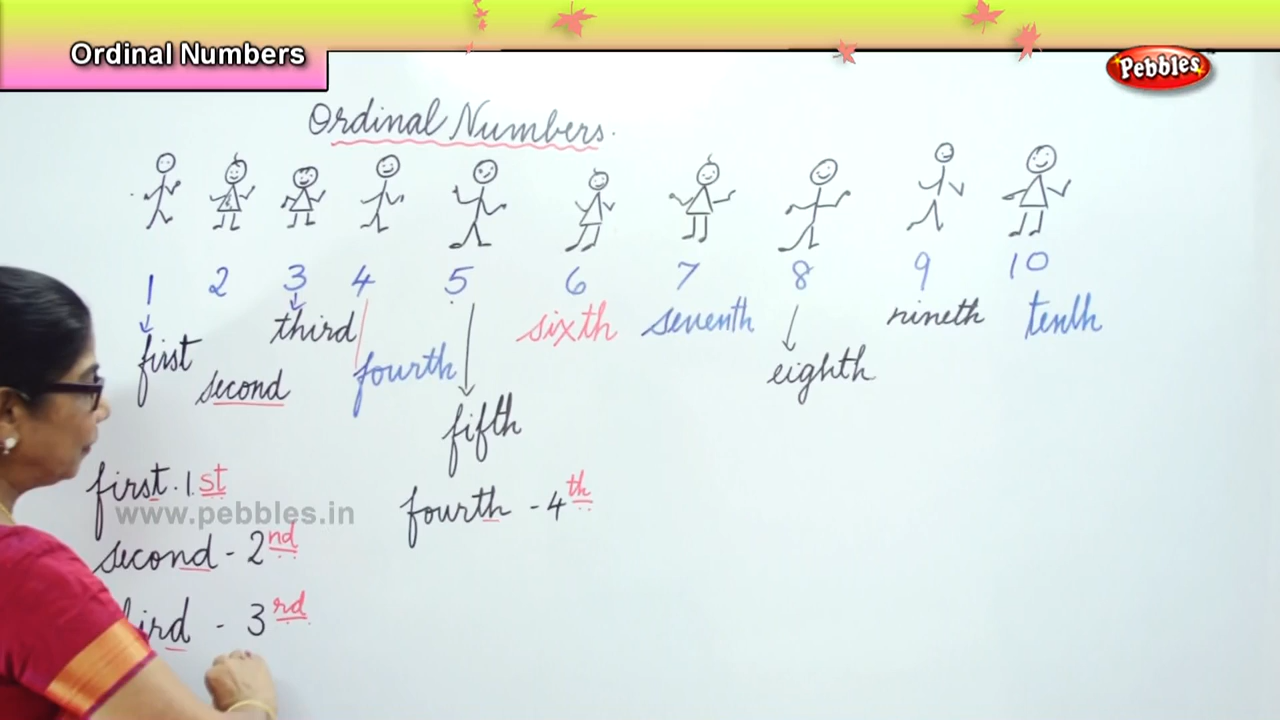 Ordinal Numbers
Pebbles
Ordinal Numbers.
1 2 3 4 5 6 7 8 9 10
first second third fourth fifth sixth seventh eighth nineth tenth
first. 1st
fourth - 4th
www.pebbles.in
second - 2nd
ird - 3rd